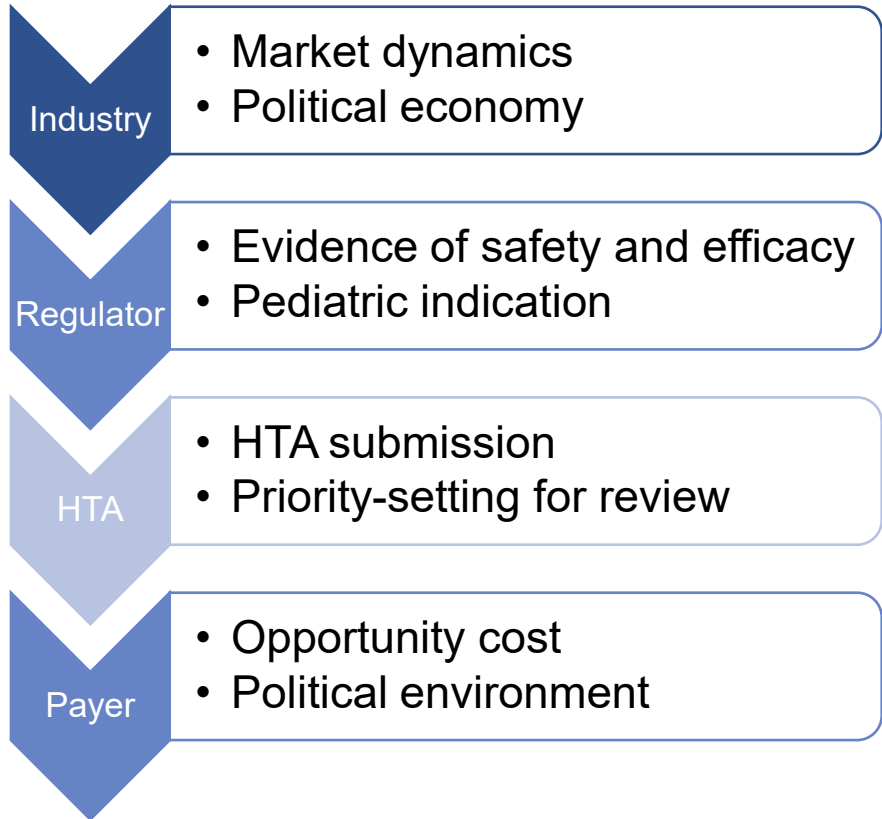 Industry
• Market dynamics
• Political economy
Regulator
• Evidence of safety and efficacy
• Pediatric indication
HTA
• HTA submission
• Priority-setting for review
Payer
• Opportunity cost
• Political environment